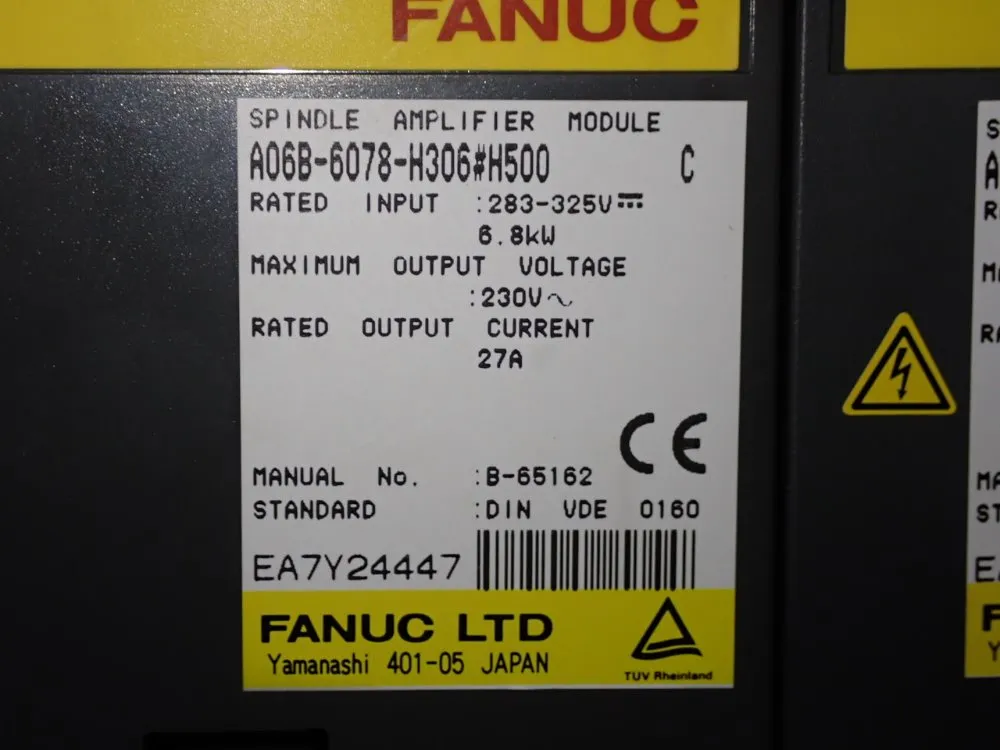 FANUC
SPINDLE AMPLIFIER MODULE
A06B-6078-H306#H500 C
RATED INPUT :283-325V⎓
6.8kW
MAXIMUM OUTPUT VOLTAGE
:230V～
RATED OUTPUT CURRENT
27A
CE
MANUAL No. :B-65162
STANDARD :DIN VDE 0160
EA7Y24447
FANUC LTD
Yamanashi 401-05 JAPAN
TUV Rheinland